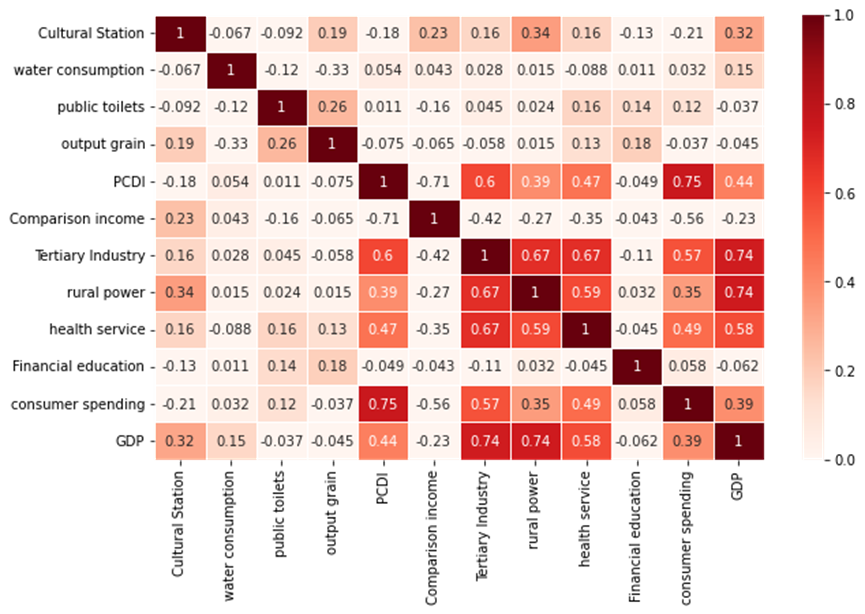 Cultural Station 1 -0.067 -0.092 0.19 -0.18 0.23 0.16 0.34 0.16 -0.13 -0.21 0.32
water consumption -0.067 1 -0.12 -0.33 0.054 0.043 0.028 0.015 -0.088 0.011 0.032 0.15
public toilets -0.092 -0.12 1 0.26 0.011 -0.16 0.045 0.024 0.16 0.14 0.12 -0.037
output grain 0.19 -0.33 0.26 1 -0.075 -0.065 -0.058 0.015 0.13 0.18 -0.037 -0.045
PCDI -0.18 0.054 0.011 -0.075 1 -0.71 0.6 0.39 0.47 -0.049 0.75 0.44
Comparison income 0.23 0.043 -0.16 -0.065 -0.71 1 -0.42 -0.27 -0.35 -0.043 -0.56 -0.23
Tertiary Industry 0.16 0.028 0.045 -0.058 0.6 -0.42 1 0.67 0.67 -0.11 0.57 0.74
rural power 0.34 0.015 0.024 0.015 0.39 -0.27 0.67 1 0.59 0.032 0.35 0.74
health service 0.16 -0.088 0.16 0.13 0.47 -0.35 0.67 0.59 1 -0.045 0.49 0.58
Financial education -0.13 0.011 0.14 0.18 -0.049 -0.043 -0.11 0.032 -0.045 1 0.058 -0.062
consumer spending -0.21 0.032 0.12 -0.037 0.75 -0.56 0.57 0.35 0.49 0.058 1 0.39
GDP 0.32 0.15 -0.037 -0.045 0.44 -0.23 0.74 0.74 0.58 -0.062 0.39 1
Cultural Station
water consumption
public toilets
output grain
PCDI
Comparison income
Tertiary Industry
rural power
health service
Financial education
consumer spending
GDP
1.0
0.8
0.6
0.4
0.2
0.0